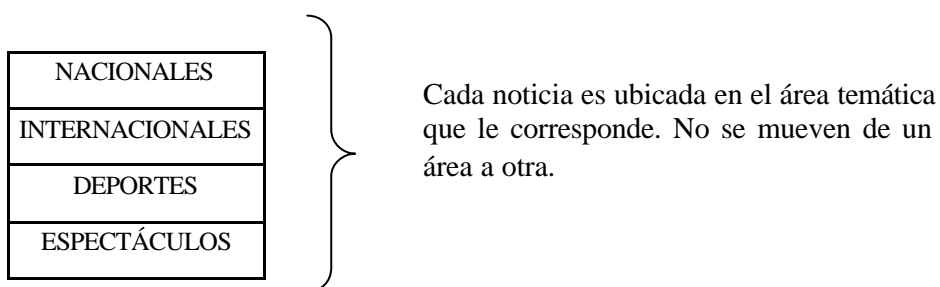 NACIONALES
INTERNACIONALES
DEPORTES
ESPECTÁCULOS
Cada noticia es ubicada en el área temática
que le corresponde. No se mueven de un
área a otra.